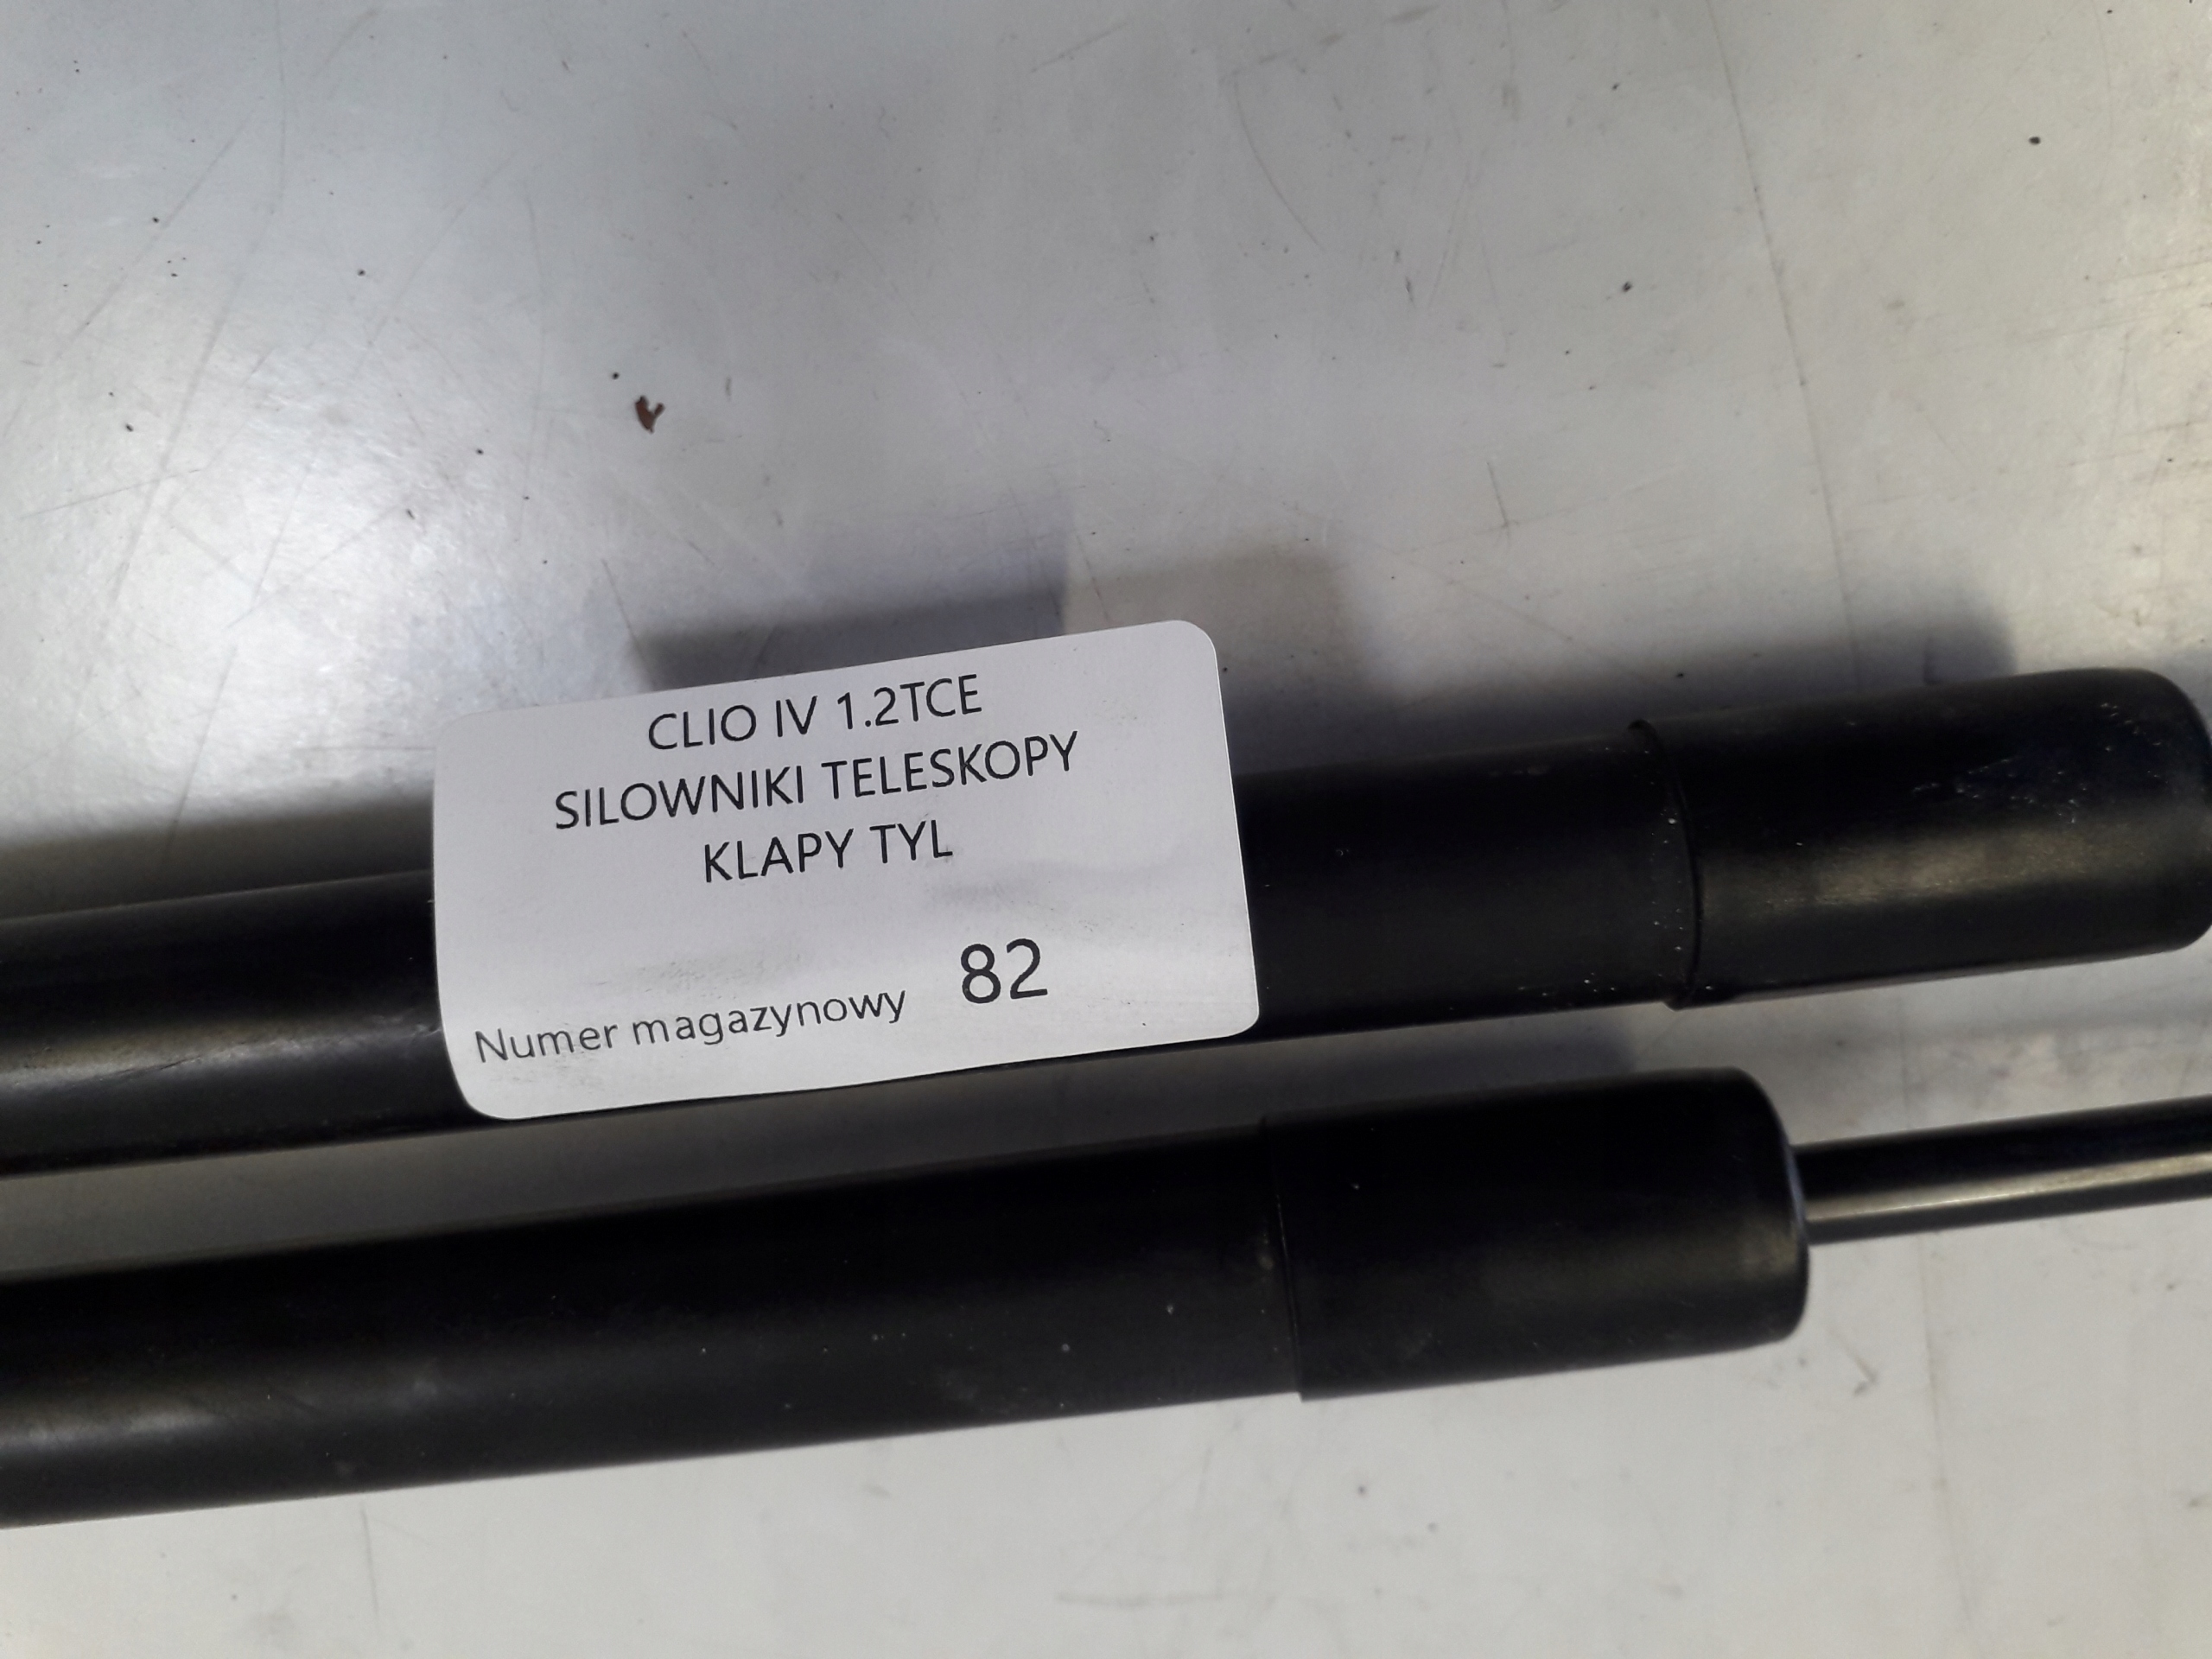 CLIO IV 1.2TCE
SILOWNIKI TELESKOPY
KLAPY TYL
Numer magazynowy 82